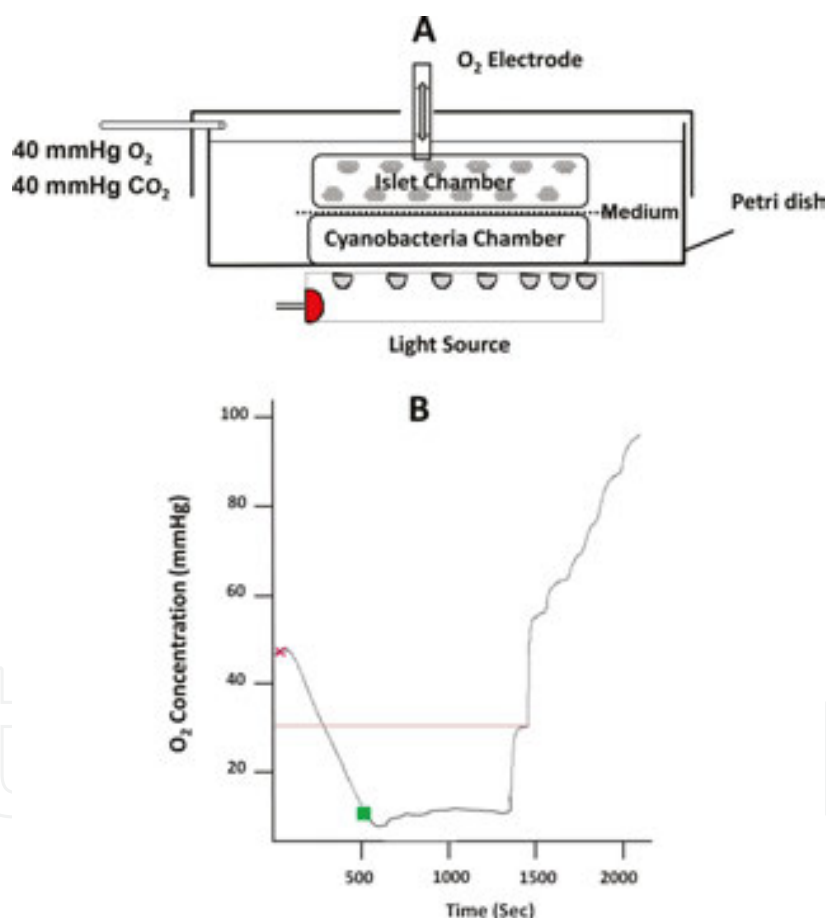 A
O₂ Electrode
40 mmHg O₂
40 mmHg CO₂
Islet Chamber
Medium
Petri dish
Cyanobacteria Chamber
Light Source
B
O₂ Concentration (mmHg)
100
80
60
40
20
500 1000 1500 2000
Time (Sec)